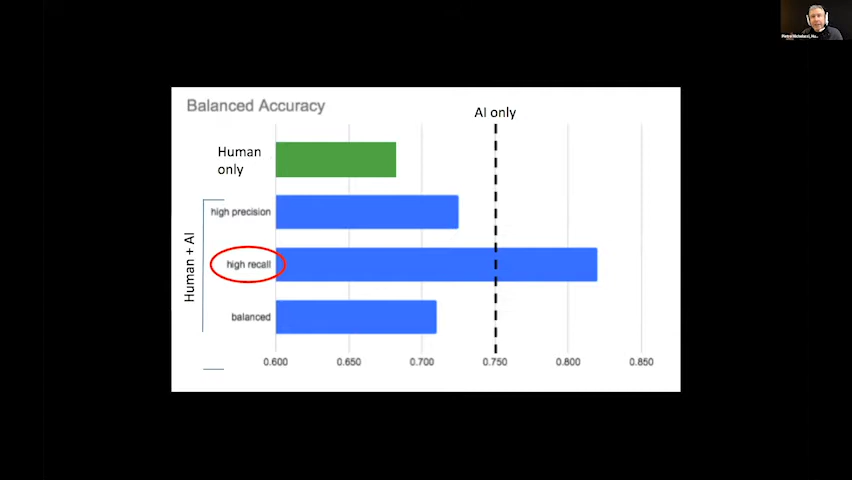 Balanced Accuracy
AI only
Human
only
high precision
Human + AI
high recall
balanced
0.600 0.650 0.700 0.750 0.800 0.850